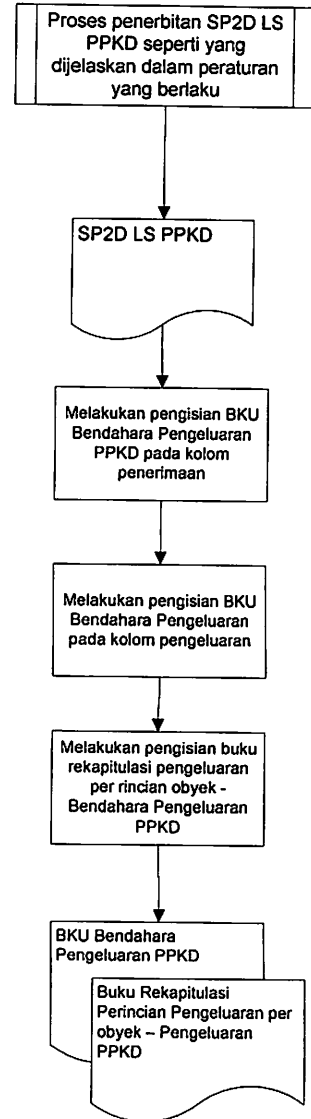 Proses penerbitan SP2D LS
PPKD seperti yang
dijelaskan dalam peraturan
yang berlaku
SP2D LS PPKD
Melakukan pengisian BKU
Bendahara Pengeluaran
PPKD pada kolom
penerimaan
Melakukan pengisian BKU
Bendahara Pengeluaran
pada kolom pengeluaran
Melakukan pengisian buku
rekapitulasi pengeluaran
per rincian obyek -
Bendahara Pengeluaran
PPKD
BKU Bendahara
Pengeluaran PPKD
Buku Rekapitulasi
Perincian Pengeluaran per
obyek – Pengeluaran
PPKD